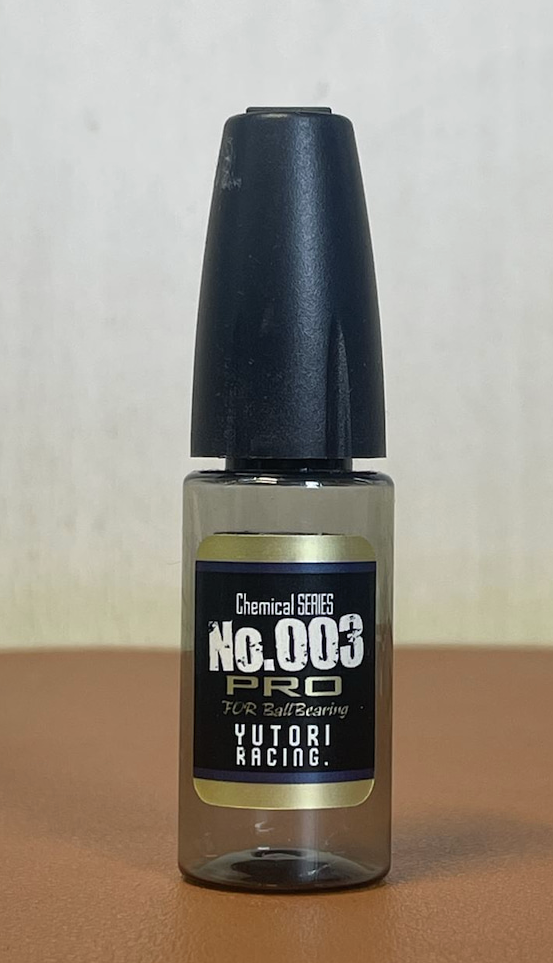 Chemical SERIES
No.003
PRO
FOR BallBearing
YUTORI
RACING.